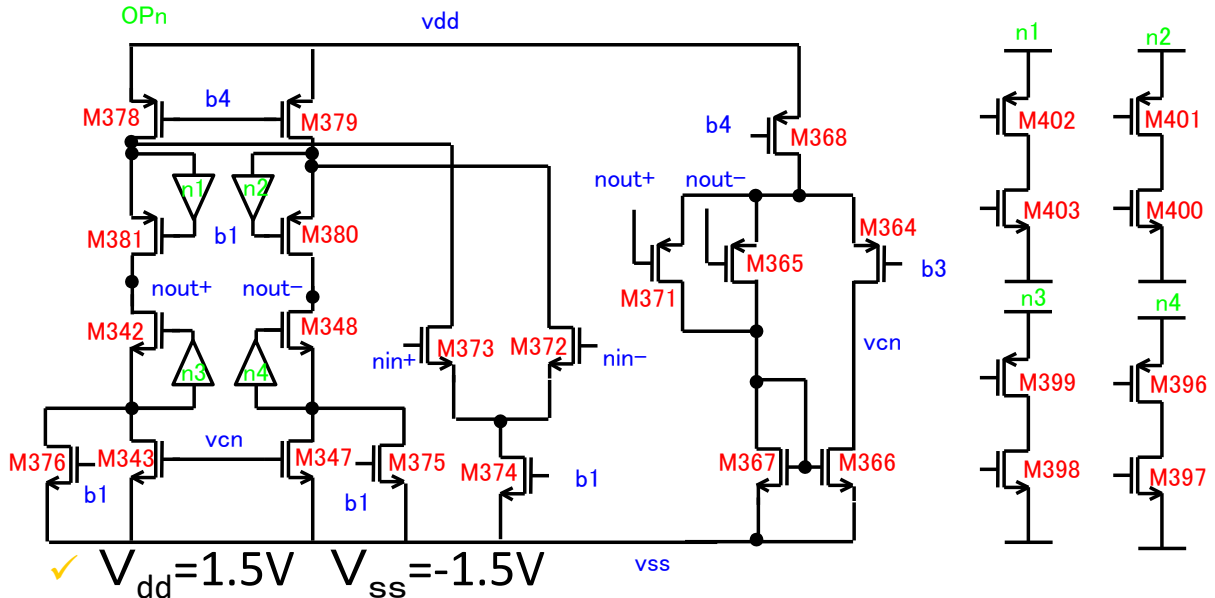 OPn
vdd
n1
n2
M378
b4
M379
b4
M368
M402
M401
n1
n2
nout+
nout-
M403
M400
M381
b1
M380
M364
M365
b3
nout+
nout-
M371
n3
n4
M342
M348
nin+
M373
M372
nin-
vcn
n3
n4
M399
M396
M376
M343
vcn
M347
M375
M374
b1
M367
M366
M398
M397
b1
b1
vss
✓ Vdd=1.5V Vss=-1.5V